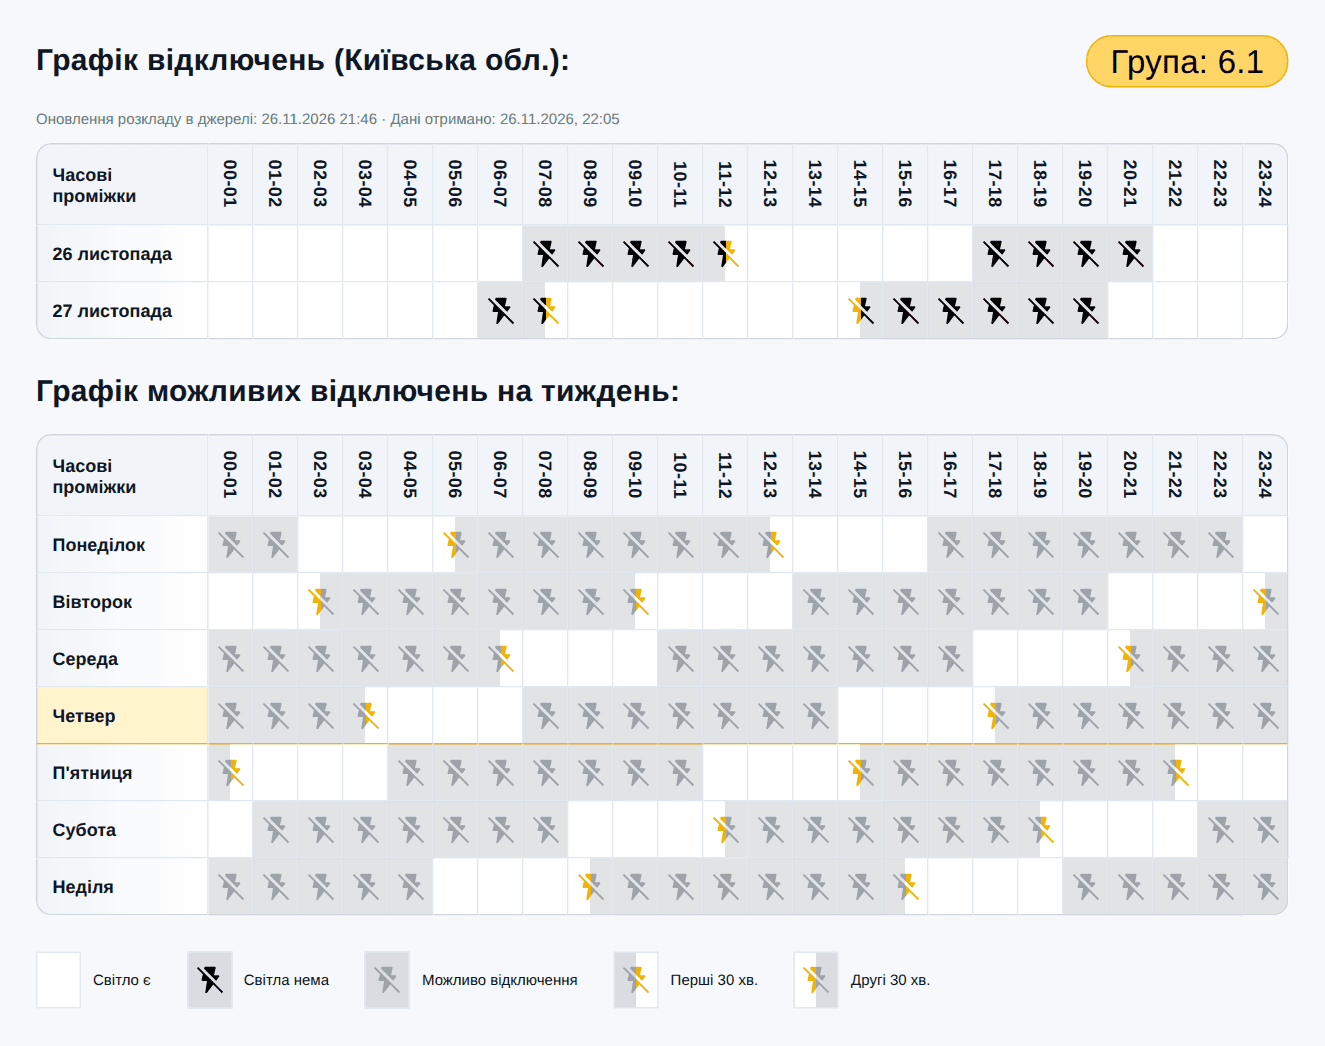 Графік відключень (Київська обл.):
Група: 6.1
Оновлення розкладу в джерелі: 26.11.2026 21:46 · Дані отримано: 26.11.2026, 22:05
Часові
проміжки
00-01 01-02 02-03 03-04 04-05 05-06 06-07 07-08 08-09 09-10 10-11 11-12 12-13 13-14 14-15 15-16 16-17 17-18 18-19 19-20 20-21 21-22 22-23 23-24
26 листопада
27 листопада
Графік можливих відключень на тиждень:
Часові
проміжки
00-01 01-02 02-03 03-04 04-05 05-06 06-07 07-08 08-09 09-10 10-11 11-12 12-13 13-14 14-15 15-16 16-17 17-18 18-19 19-20 20-21 21-22 22-23 23-24
Понеділок
Вівторок
Середа
Четвер
П'ятниця
Субота
Неділя
Світло є
Світла нема
Можливо відключення
Перші 30 хв.
Другі 30 хв.